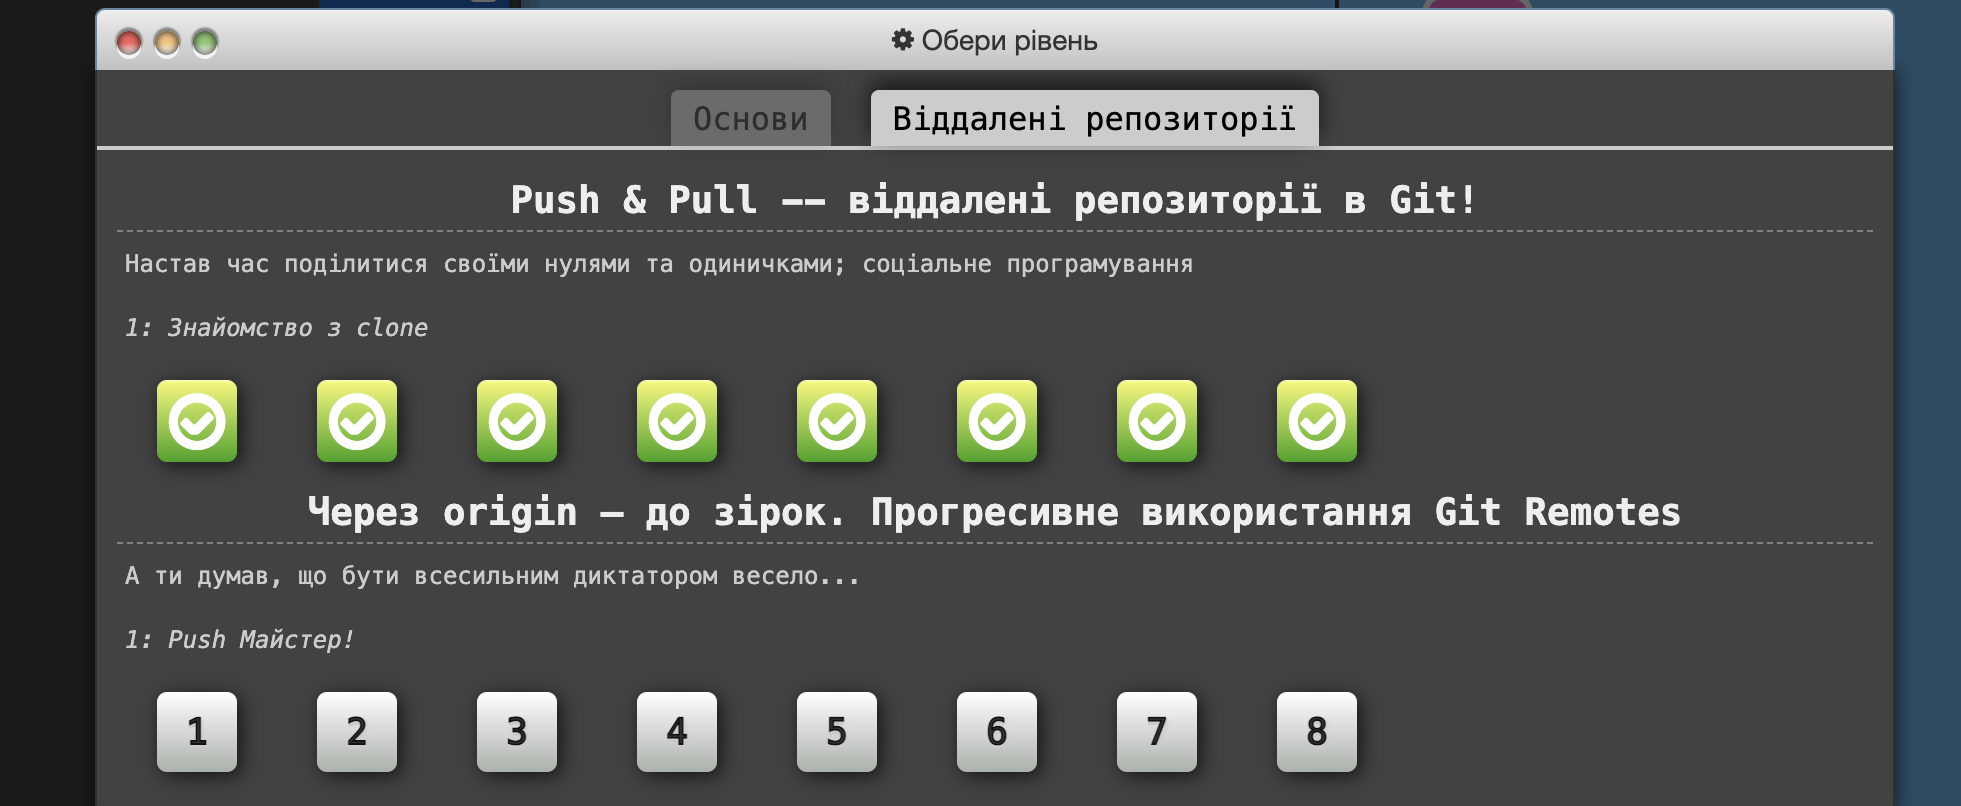 Обери рівень
Основи
Віддалені репозиторії
Push & Pull -- віддалені репозиторії в Git!
Настав час поділитися своїми нулями та одиничками; соціальне програмування
1: Знайомство з clone
Через origin – до зірок. Прогресивне використання Git Remotes
А ти думав, що бути всесильним диктатором весело...
1: Push Майстер!
1 2 3 4 5 6 7 8